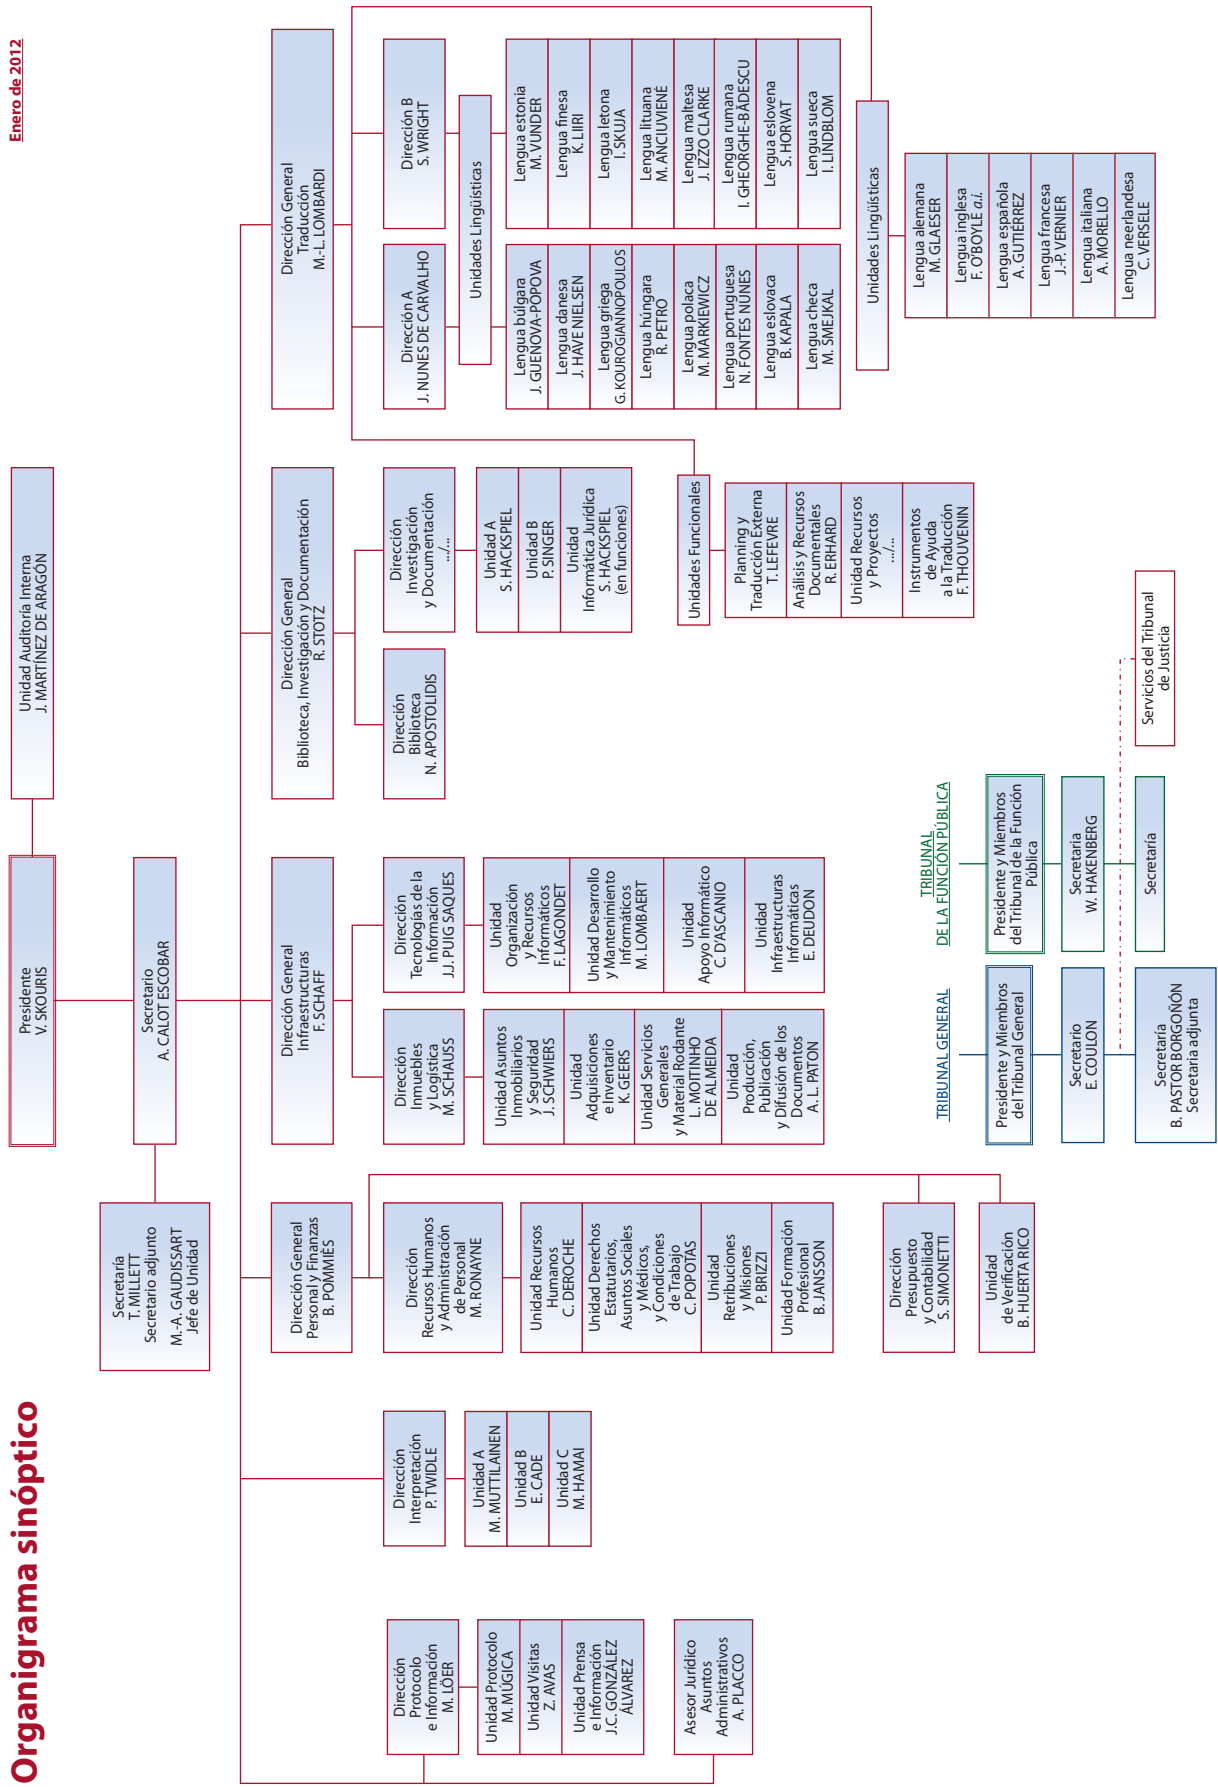 Organigrama sinóptico
Enero de 2012
Presidente
V. SKOURIS
Unidad Auditoría Interna
J. MARTÍNEZ DE ARAGÓN
Secretaría
T. MILLETT
Secretario adjunto
M.-A. GAUDISSART
Jefe de Unidad
Secretario
A. CALOT ESCOBAR
Dirección
Protocolo
e Información
M. LÖER
Unidad Protocolo
M. MÚGICA
Unidad Visitas
Z. AVAS
Unidad Prensa
e Información
J.C. GONZÁLEZ
ÁLVAREZ
Asesor Jurídico
Asuntos
Administrativos
A. PLACCO
Dirección
Interpretación
P. TWIDLE
Unidad A
M. MUTTILAINEN
Unidad B
E. CADE
Unidad C
M. HAMAI
Dirección General
Personal y Finanzas
B. POMMIÈS
Dirección
Recursos Humanos
y Administración
de Personal
M. RONAYNE
Unidad Recursos
Humanos
C. DEROCHE
Unidad Derechos
Estatutarios,
Asuntos Sociales
y Médicos,
y Condiciones
de Trabajo
C. POPOTAS
Unidad
Retribuciones
y Misiones
P. BRIZZI
Unidad Formación
Profesional
B. JANSSON
Dirección
Presupuesto
y Contabilidad
S. SIMONETTI
Unidad
de Verificación
B. HUERTA RICO
Dirección General
Infraestructuras
F. SCHAFF
Dirección
Inmuebles
y Logística
M. SCHAUSS
Unidad Asuntos
Inmobiliarios
y Seguridad
J. SCHWIERS
Unidad
Adquisiciones
e Inventario
K. GEERS
Unidad Servicios
Generales
y Material Rodante
L. MOITINHO
DE ALMEIDA
Unidad
Producción,
Publicación
y Difusión de los
Documentos
A. L. PATON
Dirección
Tecnologías de la
Información
J.J. PUIG SAQUES
Unidad
Organización
y Recursos
Informáticos
F. LAGONDET
Unidad Desarrollo
y Mantenimiento
Informáticos
M. LOMBAERT
Unidad
Apoyo Informático
C. D'ASCANIO
Unidad
Infraestructuras
Informáticas
E. DEUDON
Dirección General
Biblioteca, Investigación y Documentación
R. STOTZ
Dirección
Biblioteca
N. APOSTOLIDIS
Dirección
Investigación
y Documentación
.../...
Unidad A
S. HACKSPIEL
Unidad B
P. SINGER
Unidad
Informática Jurídica
S. HACKSPIEL
(en funciones)
Dirección General
Traducción
M.-L. LOMBARDI
Dirección A
J. NUNES DE CARVALHO
Dirección B
S. WRIGHT
Unidades Lingüísticas
Lengua búlgara
J. GUENOVA-POPOVA
Lengua danesa
J. HAVE NIELSEN
Lengua griega
G. KOUROGIANNOPOULOS
Lengua húngara
R. PETRO
Lengua polaca
M. MARKIEWICZ
Lengua portuguesa
N. FONTES NUNES
Lengua eslovaca
B. KAPALA
Lengua checa
M. SMEJKAL
Lengua estonia
M. VUNDER
Lengua finesa
K. LIIRI
Lengua letona
I. SKUJA
Lengua lituana
M. ANCIUVIENÉ
Lengua maltesa
J. IZZO CLARKE
Lengua rumana
I. GHEORGHE-BĂDESCU
Lengua eslovena
S. HORVAT
Lengua sueca
I. LINDBLOM
Unidades Funcionales
Planning y
Traducción Externa
T. LEFEVRE
Análisis y Recursos
Documentales
R. ERHARD
Unidad Recursos
y Proyectos
.../...
Instrumentos
de Ayuda
a la Traducción
F. THOUVENIN
Unidades Lingüísticas
Lengua alemana
M. GLAESER
Lengua inglesa
F. O'BOYLE a.i.
Lengua española
A. GUTIÉRREZ
Lengua francesa
J.-P. VERNIER
Lengua italiana
A. MORELLO
Lengua neerlandesa
C. VERSELE
TRIBUNAL GENERAL
Presidente y Miembros
del Tribunal General
Secretario
E. COULON
Secretaría
B. PASTOR BORGOÑÓN
Secretaría adjunta
TRIBUNAL
DE LA FUNCIÓN PÚBLICA
Presidente y Miembros
del Tribunal de la Función
Pública
Secretaria
W. HAKENBERG
Secretaría
Servicios del Tribunal
de Justicia